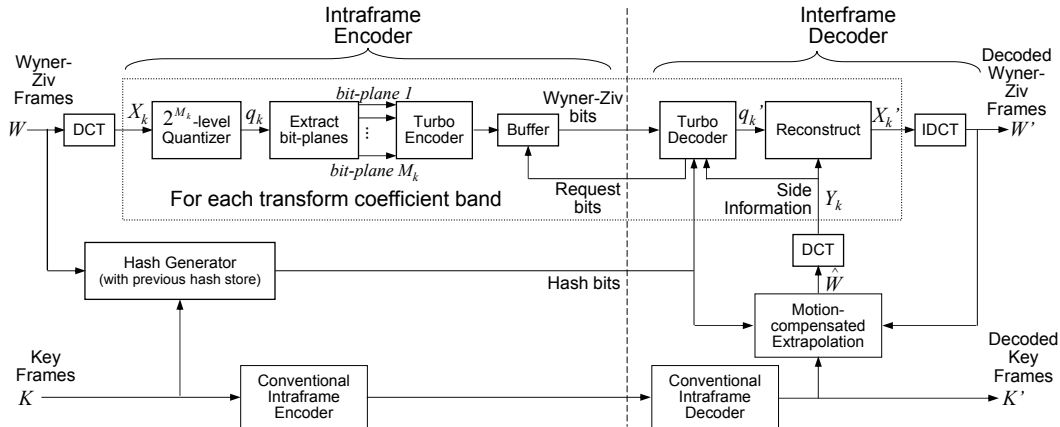 Intraframe
Encoder
Interframe
Decoder
Wyner-
Ziv
Frames
W
DCT
X_k
2^{M_k}-level
Quantizer
q_k
Extract
bit-planes
bit-plane 1
⋮
bit-plane M_k
Turbo
Encoder
Buffer
Wyner-Ziv
bits
Turbo
Decoder
q_k'
Reconstruct
X_k'
IDCT
Decoded
Wyner-
Ziv
Frames
W'
For each transform coefficient band
Request
bits
Side
Information
Y_k
DCT
Ŵ
Hash Generator
(with previous hash store)
Hash bits
Motion-
compensated
Extrapolation
Key
Frames
K
Conventional
Intraframe
Encoder
Conventional
Intraframe
Decoder
Decoded
Key
Frames
K'